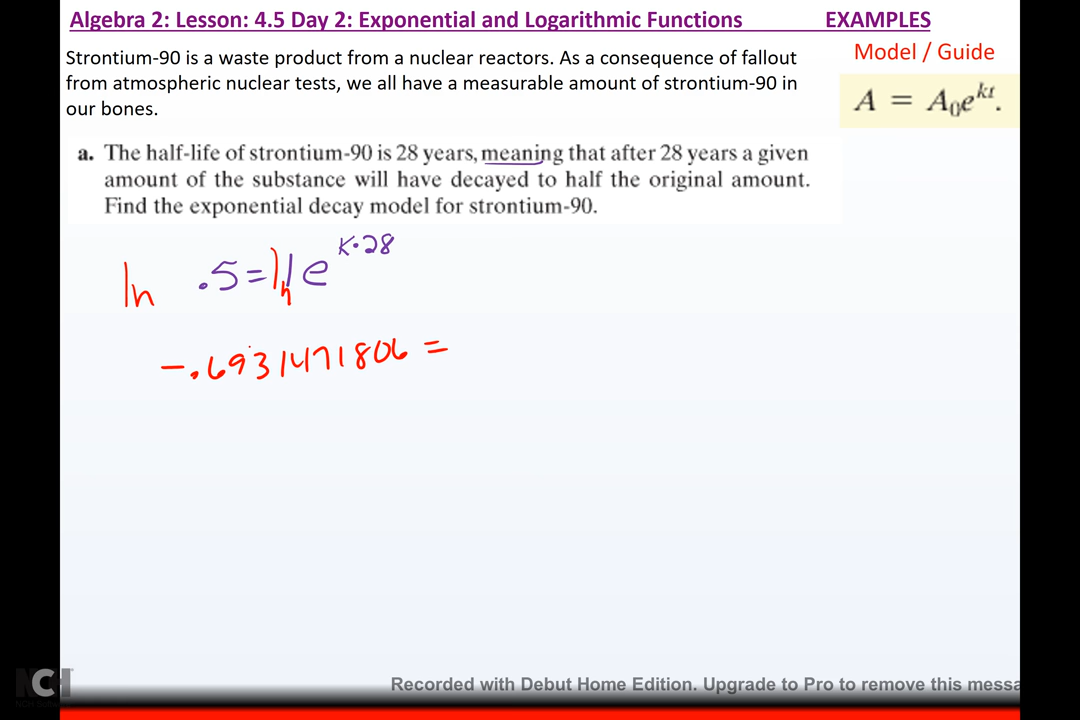 Algebra 2: Lesson: 4.5 Day 2: Exponential and Logarithmic Functions EXAMPLES
Strontium-90 is a waste product from a nuclear reactors. As a consequence of fallout
from atmospheric nuclear tests, we all have a measurable amount of strontium-90 in
our bones.
Model / Guide
A = A₀eᵏᵗ.
a. The half-life of strontium-90 is 28 years, meaning that after 28 years a given
amount of the substance will have decayed to half the original amount.
Find the exponential decay model for strontium-90.
ln .5 = ln 1e^{k·28}
-.6931471806 =
NCH
Recorded with Debut Home Edition. Upgrade to Pro to remove this messa